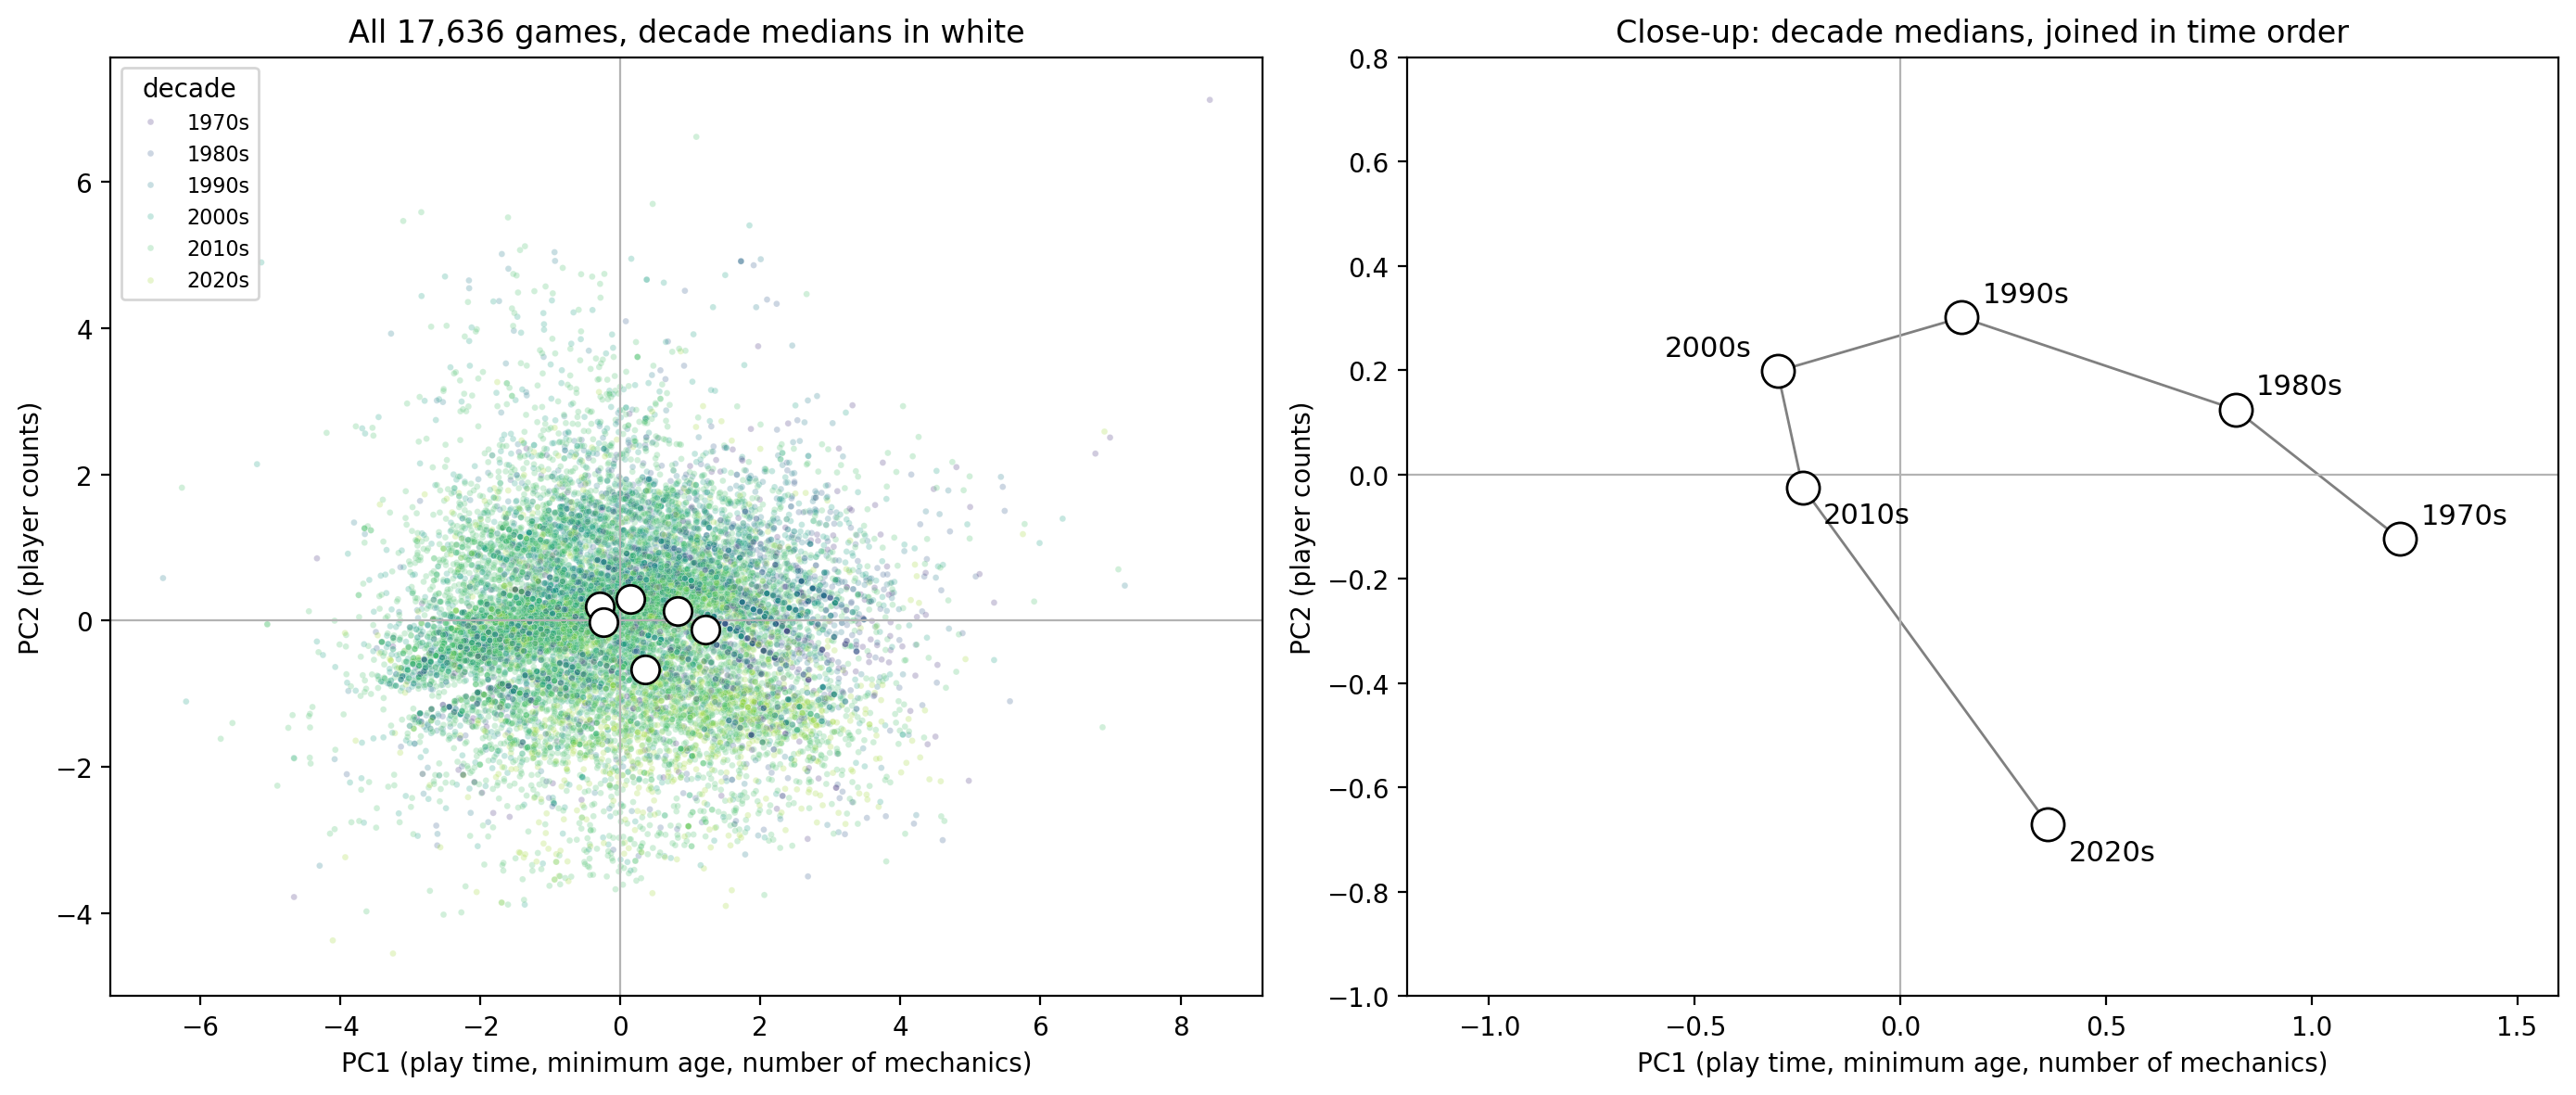 All 17,636 games, decade medians in white
decade
1970s
1980s
1990s
2000s
2010s
2020s
6
4
2
0
−2
−4
−6
−4
−2
0
2
4
6
8
PC2 (player counts)
PC1 (play time, minimum age, number of mechanics)
Close-up: decade medians, joined in time order
0.8
0.6
0.4
0.2
0.0
−0.2
−0.4
−0.6
−0.8
−1.0
1990s
2000s
1980s
2010s
1970s
2020s
−1.0
−0.5
0.0
0.5
1.0
1.5
PC2 (player counts)
PC1 (play time, minimum age, number of mechanics)